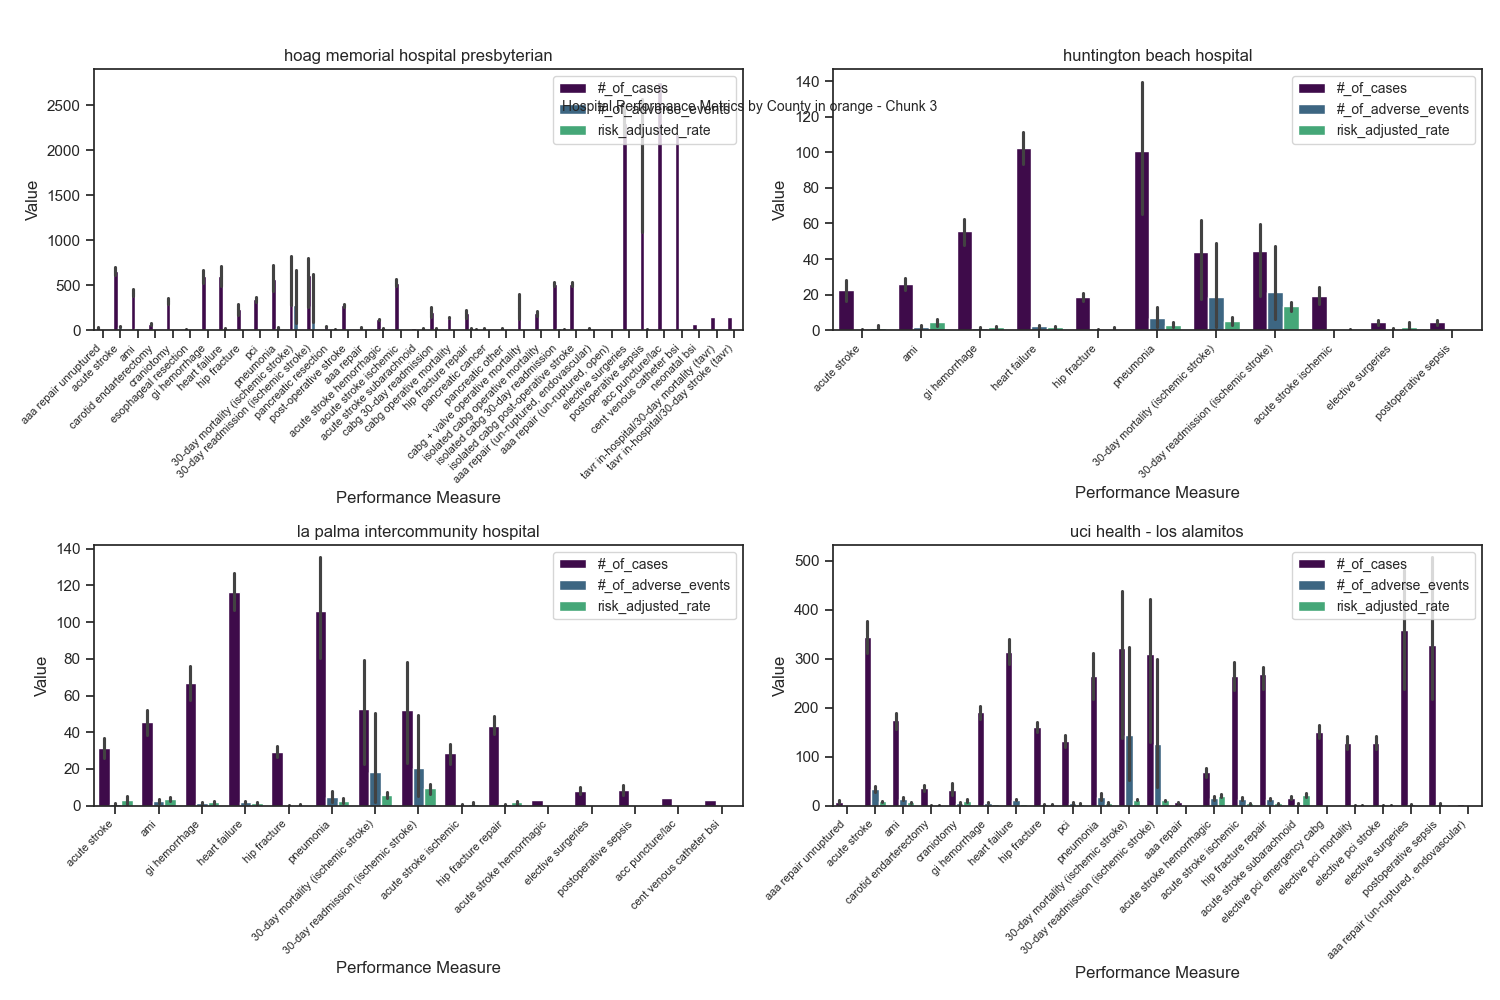 hoag memorial hospital presbyterian
#_of_cases
#_of_adverse_events
risk_adjusted_rate
Hospital Performance Metrics by County in orange - Chunk 3
Value
2500
2000
1500
1000
500
0
aaa repair unruptured
acute stroke
ami
carotid endarterectomy
craniotomy
esophageal resection
gi hemorrhage
heart failure
hip fracture
pci
pneumonia
30-day mortality (ischemic stroke)
30-day readmission (ischemic stroke)
pancreatic resection
post-operative stroke
aaa repair
acute stroke hemorrhagic
acute stroke ischemic
acute stroke subarachnoid
cabg 30-day readmission
cabg operative mortality
hip fracture repair
pancreatic cancer
pancreatic other
cabg + valve operative mortality
isolated cabg operative mortality
isolated cabg 30-day readmission
isolated cabg post-operative stroke
aaa repair (un-ruptured, endovascular)
aaa repair (un-ruptured, open)
elective surgeries
postoperative sepsis
acc puncture/lac
cent venous catheter bsi
neonatal bsi
tavr in-hospital/30-day mortality (tavr)
tavr in-hospital/30-day stroke (tavr)
Performance Measure
huntington beach hospital
#_of_cases
#_of_adverse_events
risk_adjusted_rate
Value
140
120
100
80
60
40
20
0
acute stroke
ami
gi hemorrhage
heart failure
hip fracture
pneumonia
30-day mortality (ischemic stroke)
30-day readmission (ischemic stroke)
acute stroke ischemic
elective surgeries
postoperative sepsis
Performance Measure
la palma intercommunity hospital
#_of_cases
#_of_adverse_events
risk_adjusted_rate
Value
140
120
100
80
60
40
20
0
acute stroke
ami
gi hemorrhage
heart failure
hip fracture
pneumonia
30-day mortality (ischemic stroke)
30-day readmission (ischemic stroke)
acute stroke ischemic
hip fracture repair
acute stroke hemorrhagic
elective surgeries
postoperative sepsis
acc puncture/lac
cent venous catheter bsi
Performance Measure
uci health - los alamitos
#_of_cases
#_of_adverse_events
risk_adjusted_rate
Value
500
400
300
200
100
0
aaa repair unruptured
acute stroke
ami
carotid endarterectomy
craniotomy
gi hemorrhage
heart failure
hip fracture
pci
pneumonia
30-day mortality (ischemic stroke)
30-day readmission (ischemic stroke)
aaa repair
acute stroke hemorrhagic
acute stroke ischemic
hip fracture repair
acute stroke subarachnoid
elective pci emergency cabg
elective pci mortality
elective pci stroke
elective surgeries
postoperative sepsis
aaa repair (un-ruptured, endovascular)
Performance Measure